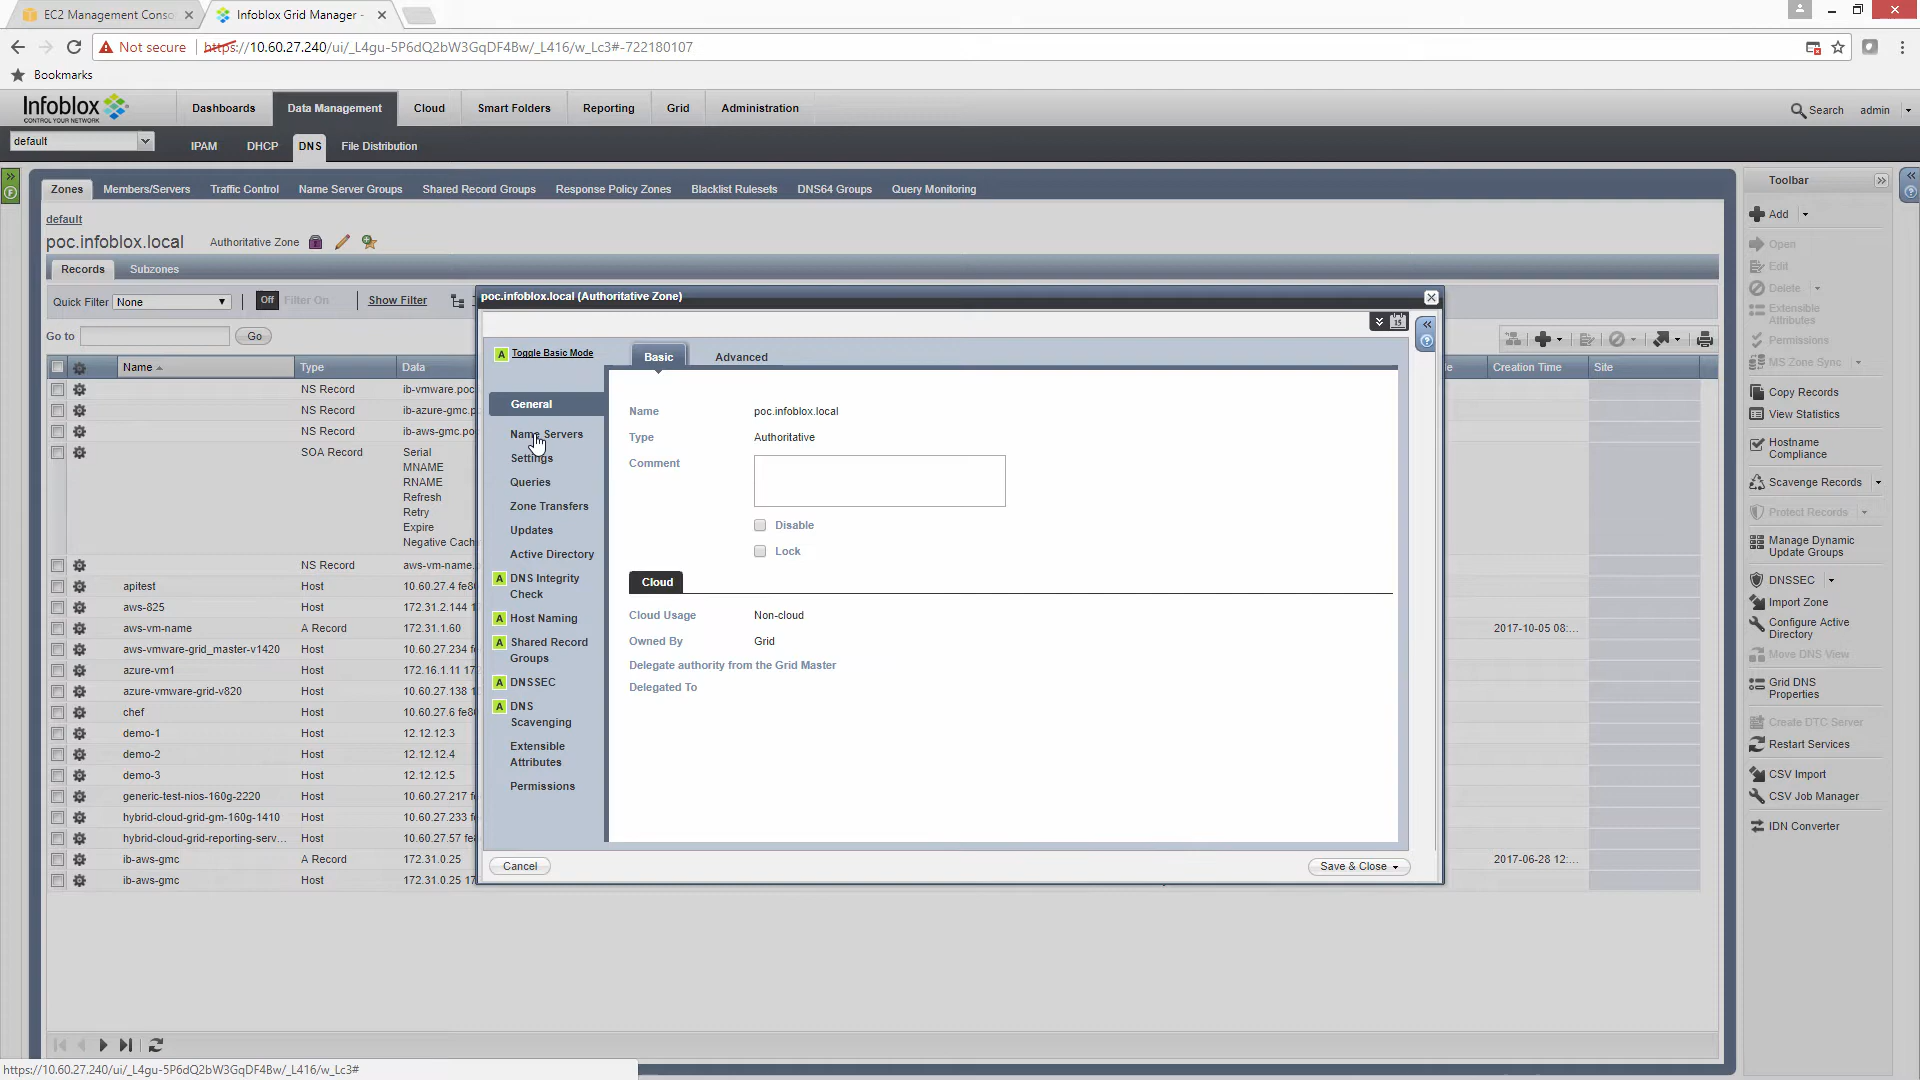 EC2 Management Conso
Infoblox Grid Manager -
Not secure https://10.60.27.240/ui/_L4gu-5P6dQ2bW3GqDF4Bw/_L416/w_Lc3#-722180107
Bookmarks
Infoblox
CONTROL YOUR NETWORK
Dashboards Data Management Cloud Smart Folders Reporting Grid Administration
Search admin
default
IPAM DHCP DNS File Distribution
Zones Members/Servers Traffic Control Name Server Groups Shared Record Groups Response Policy Zones Blacklist Rulesets DNS64 Groups Query Monitoring
default
poc.infoblox.local Authoritative Zone
Records Subzones
Quick Filter None Off Filter On Show Filter
Go to Go
Name Type Data Creation Time Site
NS Record ib-vmware.poc
NS Record ib-azure-gmc.p
NS Record ib-aws-gmc.po
SOA Record Serial
MNAME
RNAME
Refresh
Retry
Expire
Negative Cach
NS Record aws-vm-name.
apitest Host 10.60.27.4 fe8
aws-825 Host 172.31.2.144
aws-vm-name A Record 172.31.1.60 2017-10-05 08:...
aws-vmware-grid_master-v1420 Host 10.60.27.234 f
azure-vm1 Host 172.16.1.11 17
azure-vmware-grid-v820 Host 10.60.27.138
chef Host 10.60.27.6 fe8
demo-1 Host 12.12.12.3
demo-2 Host 12.12.12.4
demo-3 Host 12.12.12.5
generic-test-nios-160g-2220 Host 10.60.27.217 f
hybrid-cloud-grid-gm-160g-1410 Host 10.60.27.233 f
hybrid-cloud-grid-reporting-serv... Host 10.60.27.57 fe
ib-aws-gmc A Record 172.31.0.25 2017-06-28 12:...
ib-aws-gmc Host 172.31.0.25 17
poc.infoblox.local (Authoritative Zone)
15
A Toggle Basic Mode
Basic Advanced
General
Name Servers
Settings
Queries
Zone Transfers
Updates
Active Directory
A DNS Integrity
Check
A Host Naming
A Shared Record
Groups
A DNSSEC
A DNS
Scavenging
Extensible
Attributes
Permissions
Name poc.infoblox.local
Type Authoritative
Comment
Disable
Lock
Cloud
Cloud Usage Non-cloud
Owned By Grid
Delegate authority from the Grid Master
Delegated To
Cancel Save & Close
Toolbar
Add
Open
Edit
Delete
Extensible
Attributes
Permissions
MS Zone Sync
Copy Records
View Statistics
Hostname
Compliance
Scavenge Records
Protect Records
Manage Dynamic
Update Groups
DNSSEC
Import Zone
Configure Active
Directory
Move DNS View
Grid DNS
Properties
Create DTC Server
Restart Services
CSV Import
CSV Job Manager
IDN Converter
https://10.60.27.240/ui/_L4gu-5P6dQ2bW3GqDF4Bw/_L416/w_Lc3#